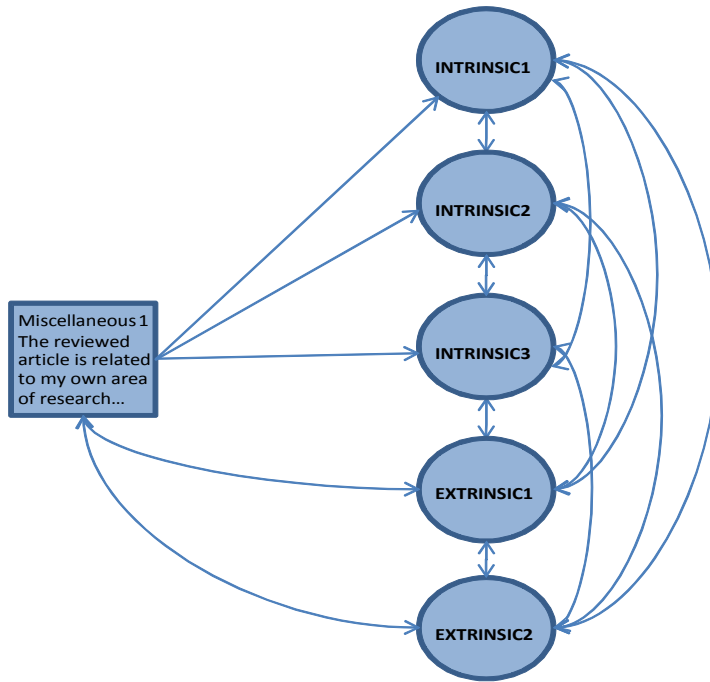 INTRINSIC1
INTRINSIC2
Miscellaneous 1
The reviewed
article is related
to my own area
of research...
INTRINSIC3
EXTRINSIC1
EXTRINSIC2